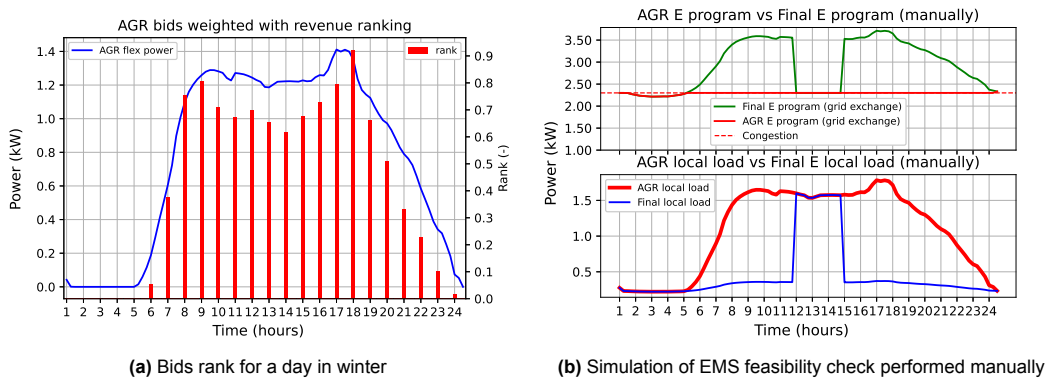 AGR bids weighted with revenue ranking
AGR flex power
rank
1.4
1.2
1.0
0.8
0.6
0.4
0.2
0.0
Power (kW)
0.9
0.8
0.7
0.6
0.5
0.4
0.3
0.2
0.1
0.0
Rank (-)
1 2 3 4 5 6 7 8 9 10 11 12 13 14 15 16 17 18 19 20 21 22 23 24
Time (hours)
(a) Bids rank for a day in winter
AGR E program vs Final E program (manually)
3.50
3.00
2.50
2.00
1.50
1.00
Final E program (grid exchange)
AGR E program (grid exchange)
Congestion
Power (kW)
AGR local load vs Final E local load (manually)
AGR local load
Final local load
1.5
1.0
0.5
1 2 3 4 5 6 7 8 9 10 11 12 13 14 15 16 17 18 19 20 21 22 23 24
Time (hours)
(b) Simulation of EMS feasibility check performed manually